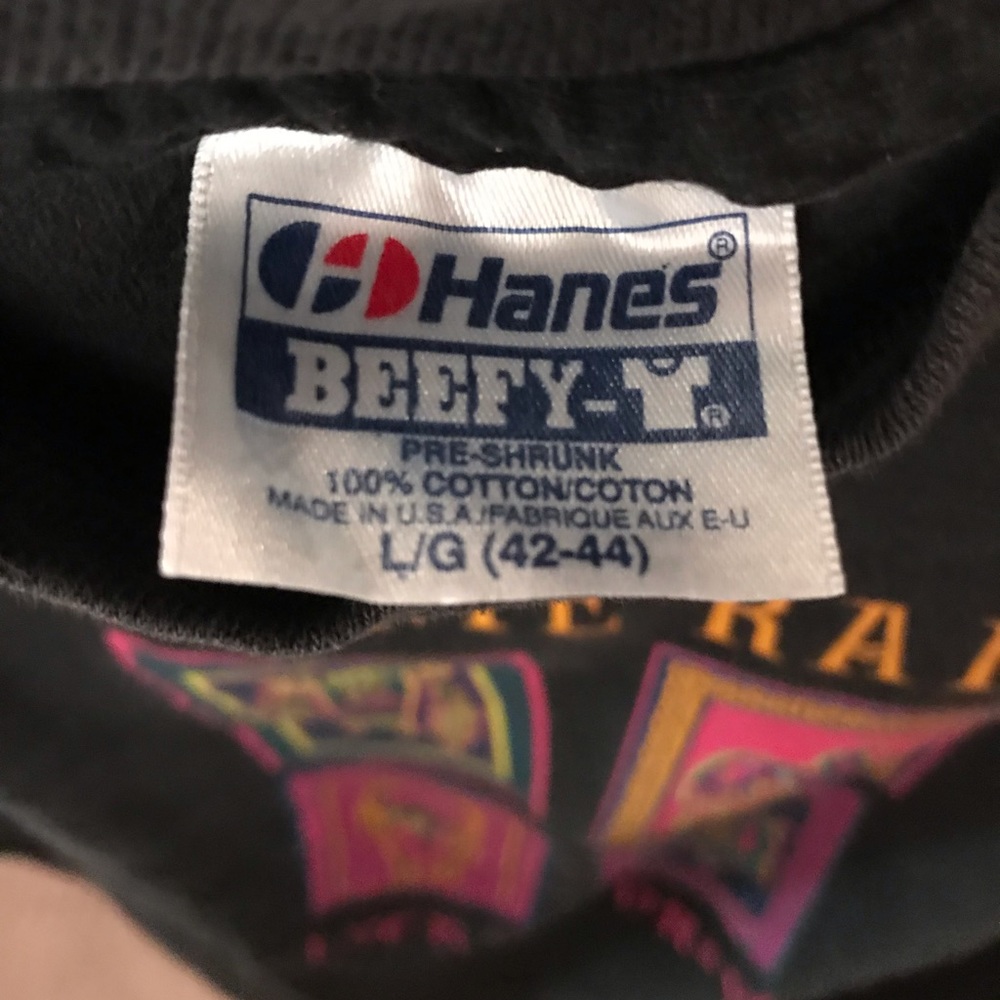 Hanes®
BEEFY-T®
PRE-SHRUNK
100% COTTON/COTON
MADE IN U.S.A./FABRIQUE AUX E-U
L/G (42-44)